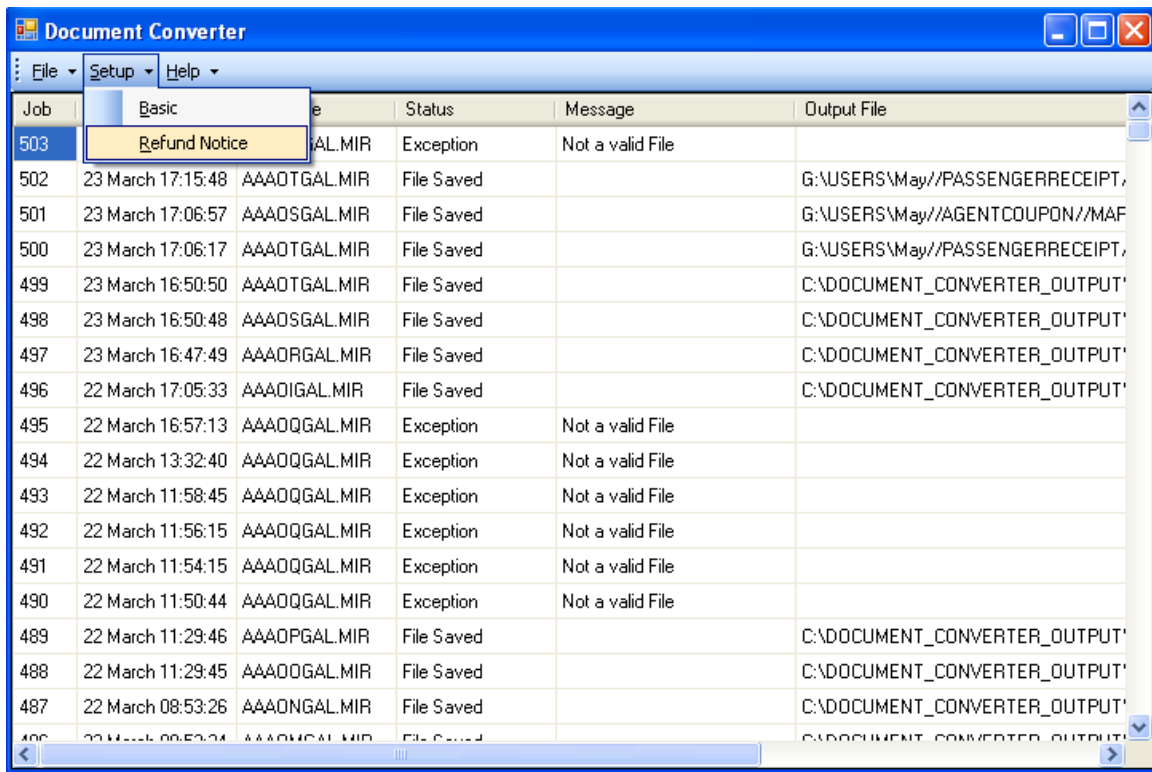 Document Converter
File Setup Help
Job e Status Message Output File
Basic
Refund Notice
503 AL.MIR Exception Not a valid File
502 23 March 17:15:48 AAAOTGAL.MIR File Saved G:\USERS\May//PASSENGERRECEIPT
501 23 March 17:06:57 AAAOSGAL.MIR File Saved G:\USERS\May//AGENTCOUPON//MAF
500 23 March 17:06:17 AAAOTGAL.MIR File Saved G:\USERS\May//PASSENGERRECEIPT
499 23 March 16:50:50 AAAOTGAL.MIR File Saved C:\DOCUMENT_CONVERTER_OUTPUT
498 23 March 16:50:48 AAAOSGAL.MIR File Saved C:\DOCUMENT_CONVERTER_OUTPUT
497 23 March 16:47:49 AAAORGAL.MIR File Saved C:\DOCUMENT_CONVERTER_OUTPUT
496 22 March 17:05:33 AAAOIGAL.MIR File Saved C:\DOCUMENT_CONVERTER_OUTPUT
495 22 March 16:57:13 AAAOQGAL.MIR Exception Not a valid File
494 22 March 13:32:40 AAAOQGAL.MIR Exception Not a valid File
493 22 March 11:58:45 AAAOQGAL.MIR Exception Not a valid File
492 22 March 11:56:15 AAAOQGAL.MIR Exception Not a valid File
491 22 March 11:54:15 AAAOQGAL.MIR Exception Not a valid File
490 22 March 11:50:44 AAAOQGAL.MIR Exception Not a valid File
489 22 March 11:29:46 AAAOPGAL.MIR File Saved C:\DOCUMENT_CONVERTER_OUTPUT
488 22 March 11:29:45 AAAOOGAL.MIR File Saved C:\DOCUMENT_CONVERTER_OUTPUT
487 22 March 08:53:26 AAAONGAL.MIR File Saved C:\DOCUMENT_CONVERTER_OUTPUT